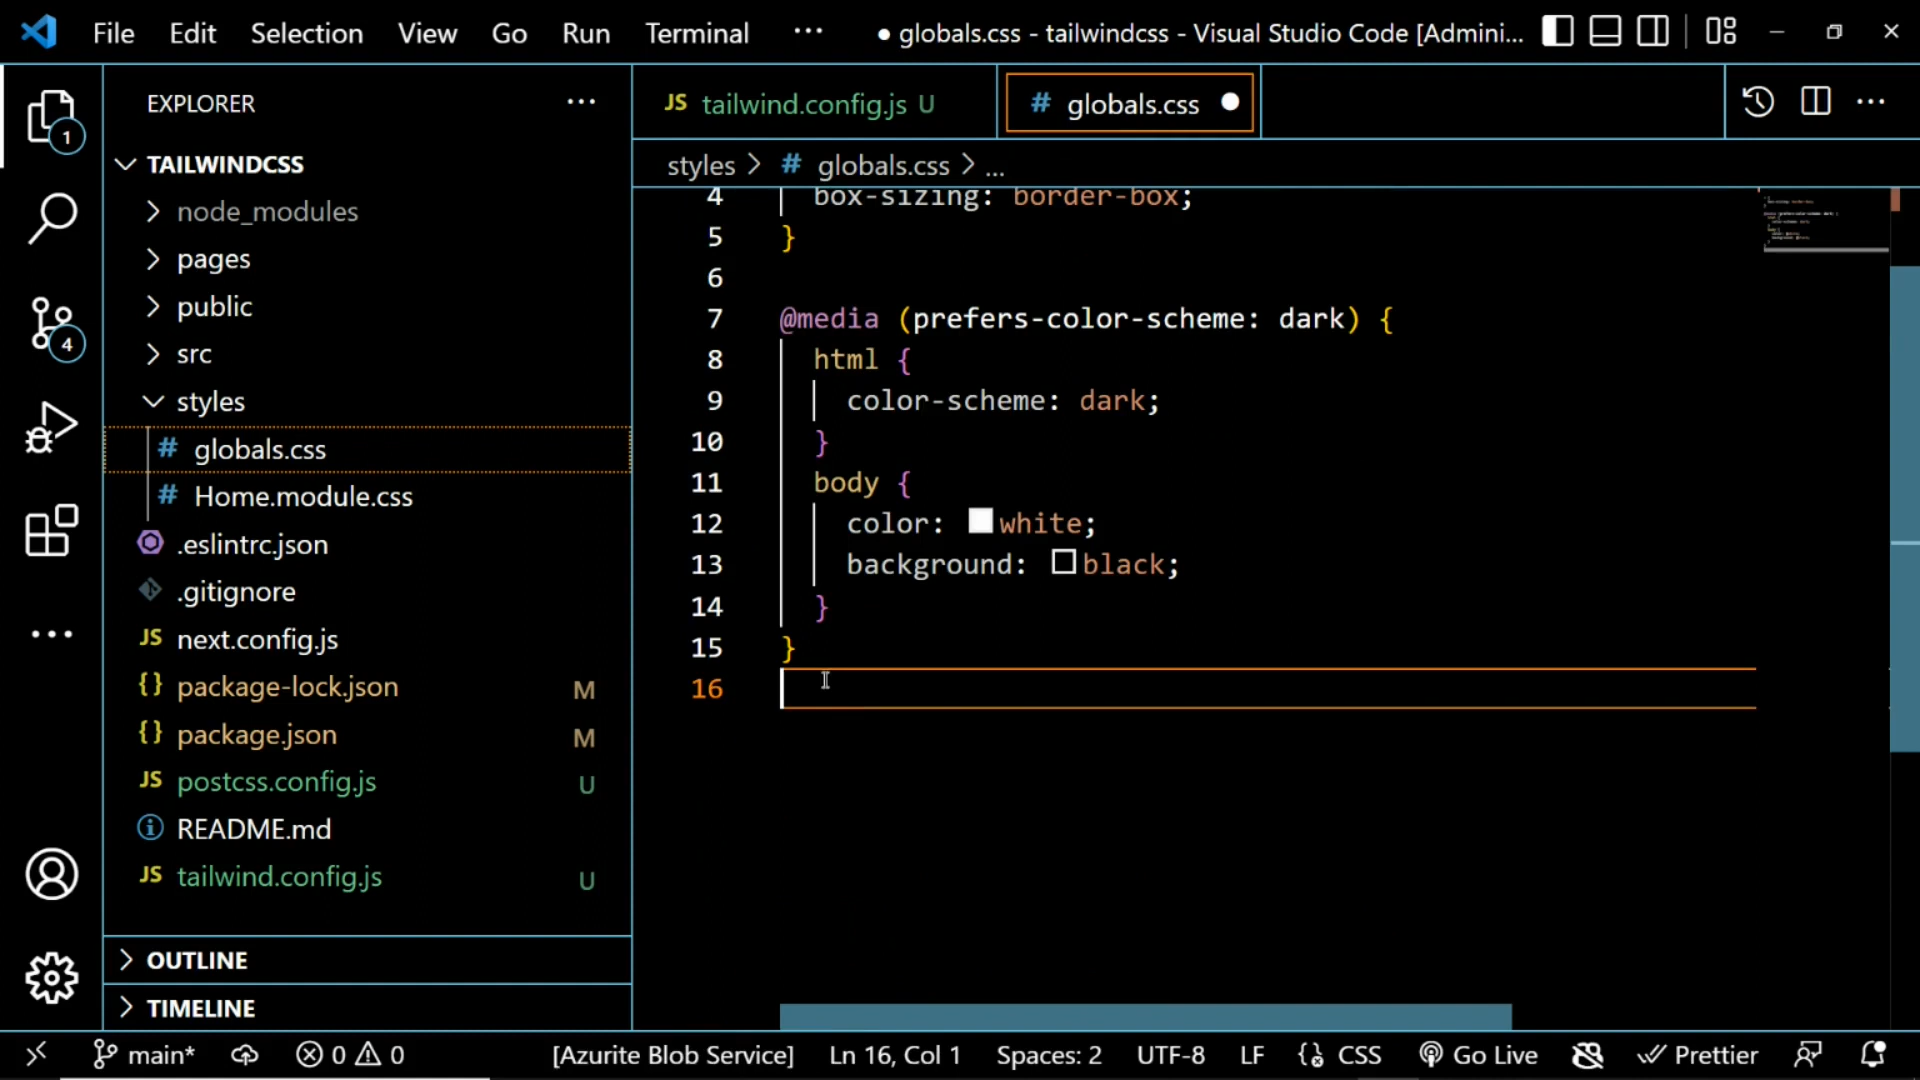 File Edit Selection View Go Run Terminal ··· ● globals.css - tailwindcss - Visual Studio Code [Admini...
EXPLORER ···
1
TAILWINDCSS
node_modules
pages
public
src
4
styles
globals.css
Home.module.css
.eslintrc.json
.gitignore
JS next.config.js
{} package-lock.json M
{} package.json M
JS postcss.config.js U
README.md
JS tailwind.config.js U
OUTLINE
TIMELINE
JS tailwind.config.js U
# globals.css ●
styles > # globals.css > ...
4 box-sizing: border-box;
5 }
6
7 @media (prefers-color-scheme: dark) {
8 html {
9 color-scheme: dark;
10 }
11 body {
12 color: white;
13 background: black;
14 }
15 }
16
main* 0 0 [Azurite Blob Service] Ln 16, Col 1 Spaces: 2 UTF-8 LF CSS Go Live Prettier